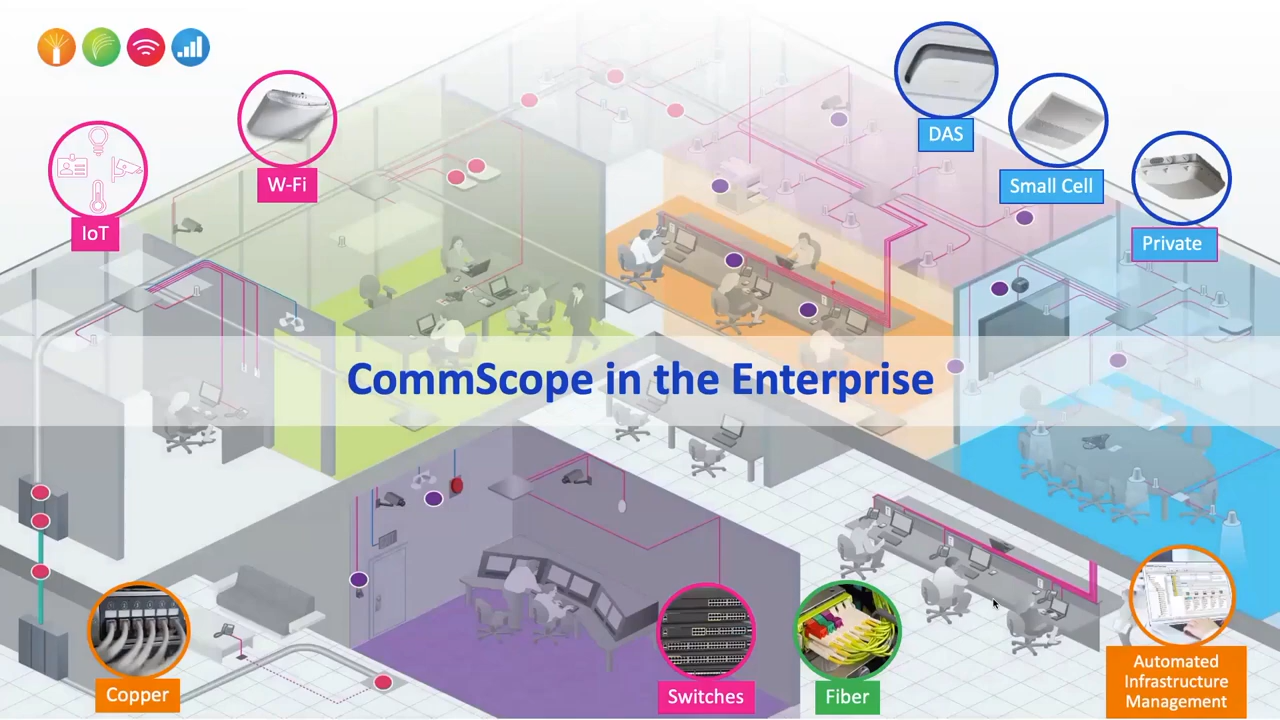 DAS
W-Fi
Small Cell
IoT
Private
CommScope in the Enterprise
Copper
Switches
Fiber
Automated
Infrastructure
Management